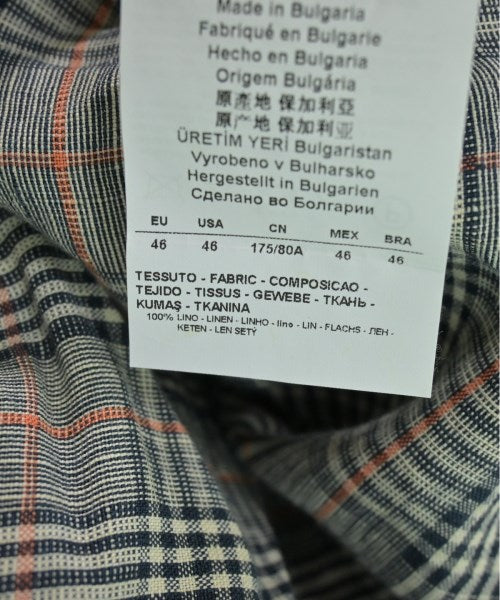 Made in Bulgaria
Fabriqué en Bulgarie
Hecho en Bulgaria
Origem Bulgária
原產地 保加利亞
原产地 保加利亚
ÜRETİM YERİ Bulgaristan
Vyrobeno v Bulharsko
Hergestellt in Bulgarien
Сделано во Болгарии
EU USA CN MEX BRA
46 46 175/80A 46 46
TESSUTO - FABRIC - COMPOSICAO -
TEJIDO - TISSUS - GEWEBE - ТКАНЬ -
KUMAŞ - TKANINA
100% LINO - LINEN - LINHO - lino - LIN - FLACHS - ЛЕН -
KETEN - LEN SETÝ